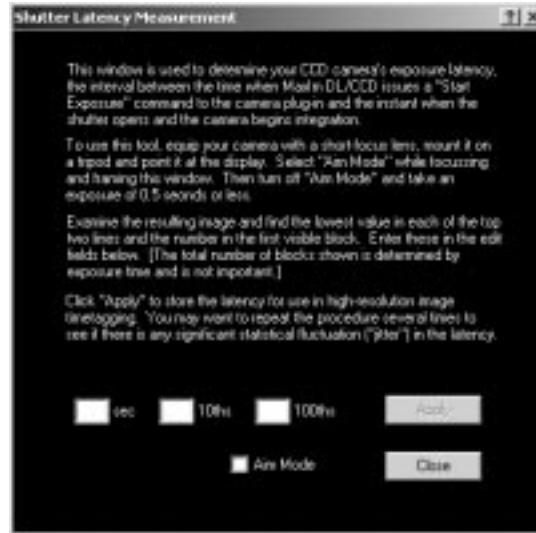 Shutter Latency Measurement
This window is used to determine your CCD camera's exposure latency,
the interval between the time when MaxIm DL/CCD issues a "Start
Exposure" command to the camera plug-in and the instant when the
shutter opens and the camera begins integration.
To use this tool, equip your camera with a short-focus lens, mount it on
a tripod and point it at the display. Select "Aim Mode" while focussing
and framing this window. Then turn off "Aim Mode" and take an
exposure of 0.5 seconds or less.
Examine the resulting image and find the lowest value in each of the top
two lines and the number in the first visible block. Enter these in the edit
fields below. [The total number of blocks shown is determined by
exposure time and is not important.]
Click "Apply" to store the latency for use in high-resolution image
timetagging. You may want to repeat the procedure several times to
see if there is any significant statistical fluctuation ("jitter") in the latency.
sec 10ths 100ths Apply
Aim Mode Close